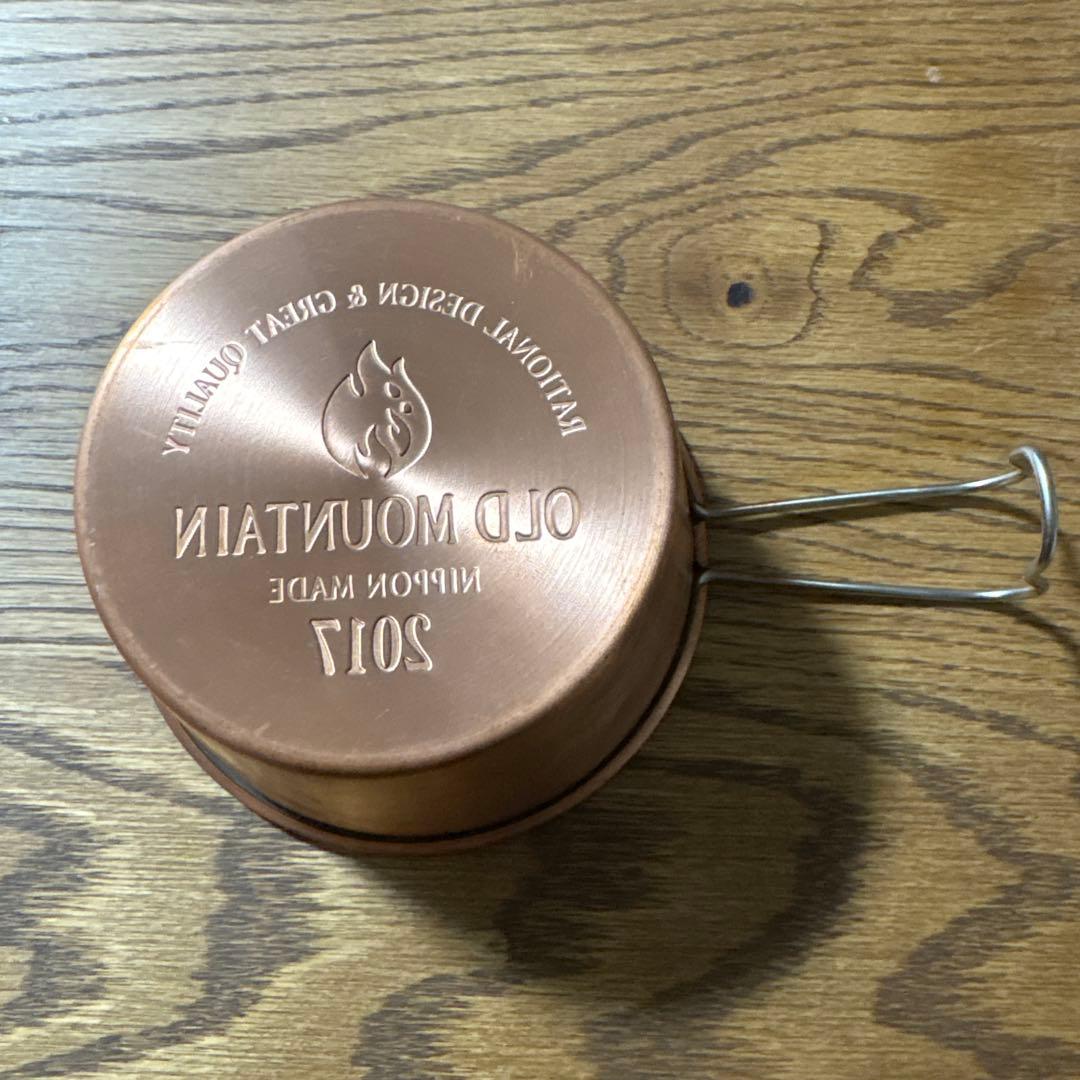 RATIONAL DESIGN & GREAT QUALITY
OLD MOUNTAIN
NIPPON MADE
2017